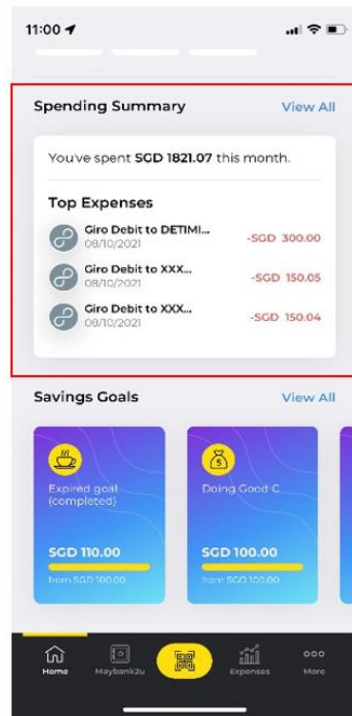 11:00
Spending Summary
View All
You've spent SGD 1821.07 this month.
Top Expenses
Giro Debit to DETIMI...
08/10/2021
-SGD 300.00
Giro Debit to XXX...
08/10/2021
-SGD 150.05
Giro Debit to XXX...
08/10/2021
-SGD 150.04
Savings Goals
View All
Expired goal
(completed)
SGD 110.00
from SGD 100.00
Doing Good C
SGD 100.00
from SGD 100.00
Home
Maybank2u
Expenses
More